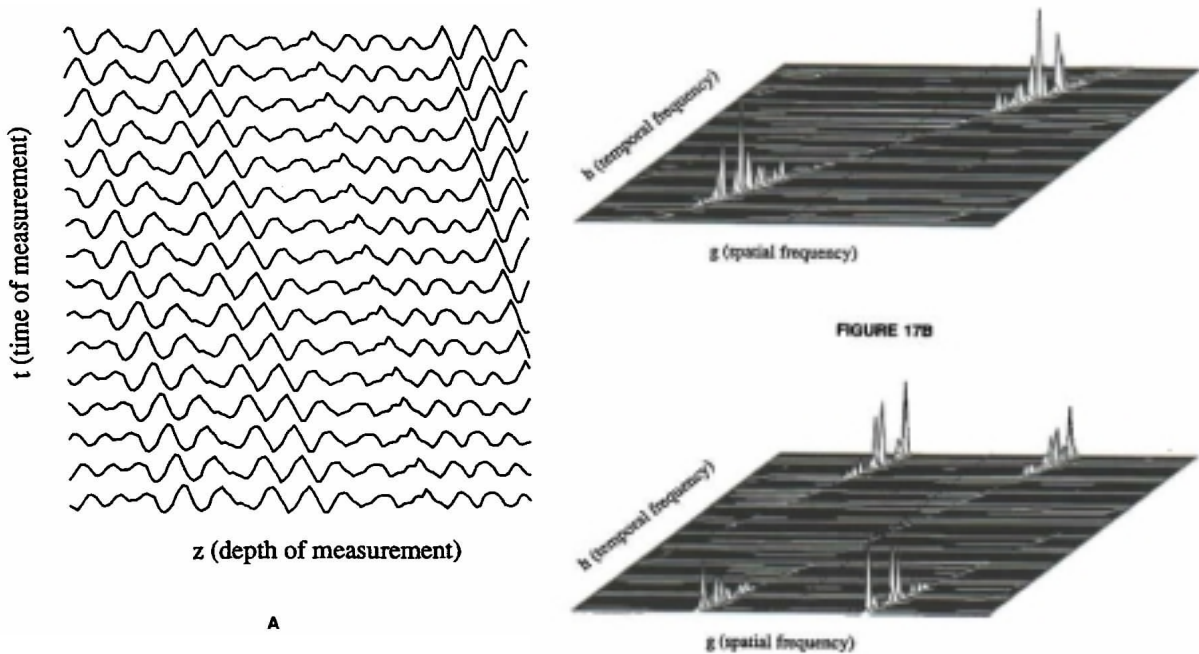 t (time of measurement)
z (depth of measurement)
A
h (temporal frequency)
g (spatial frequency)
FIGURE 17B
h (temporal frequency)
g (spatial frequency)